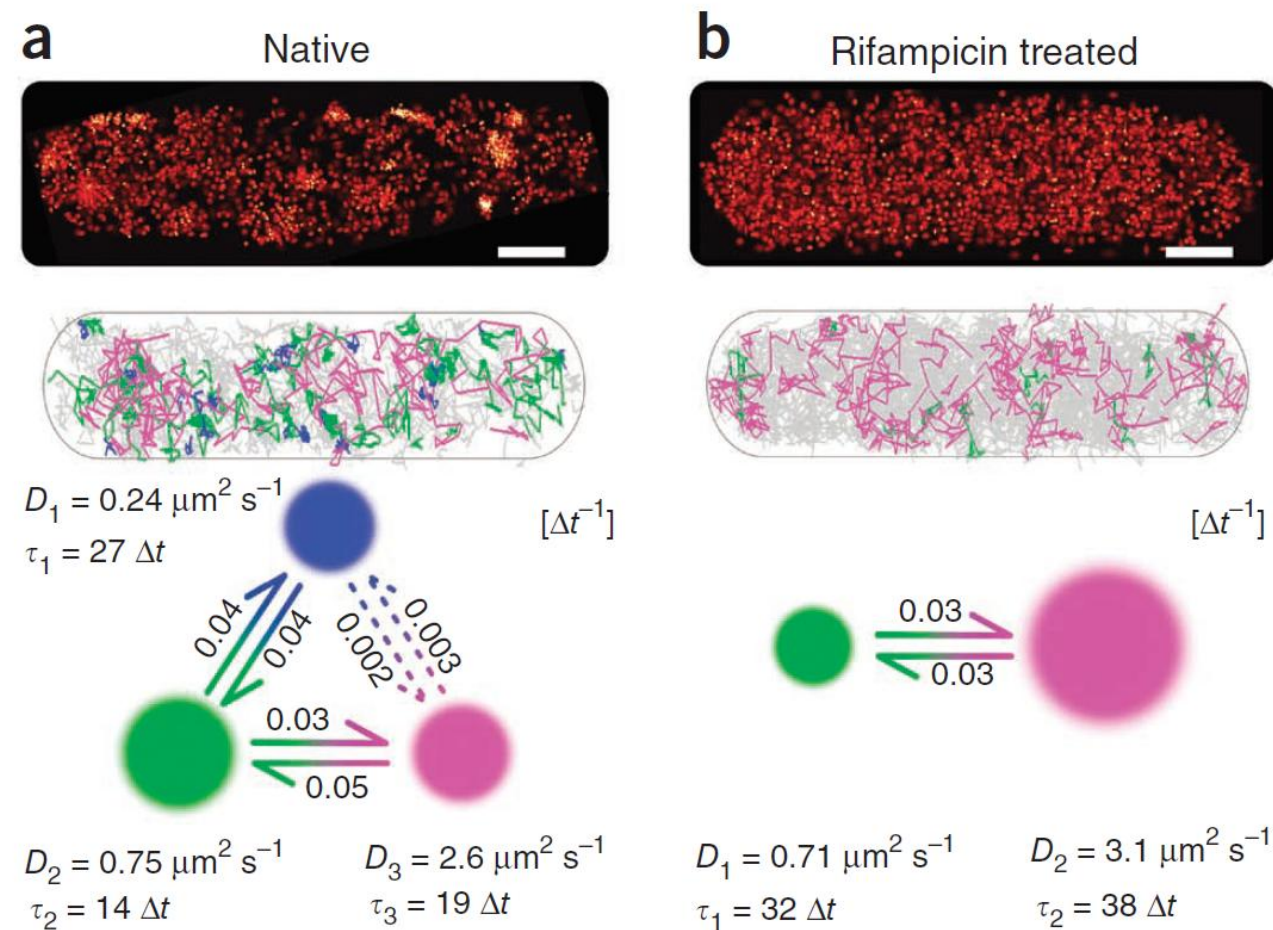 a
Native
b
Rifampicin treated
D₁ = 0.24 μm² s⁻¹
τ₁ = 27 Δt
[Δt⁻¹]
0.04
0.04
0.002
0.003
0.03
0.05
D₂ = 0.75 μm² s⁻¹
τ₂ = 14 Δt
D₃ = 2.6 μm² s⁻¹
τ₃ = 19 Δt
[Δt⁻¹]
0.03
0.03
D₁ = 0.71 μm² s⁻¹
τ₁ = 32 Δt
D₂ = 3.1 μm² s⁻¹
τ₂ = 38 Δt